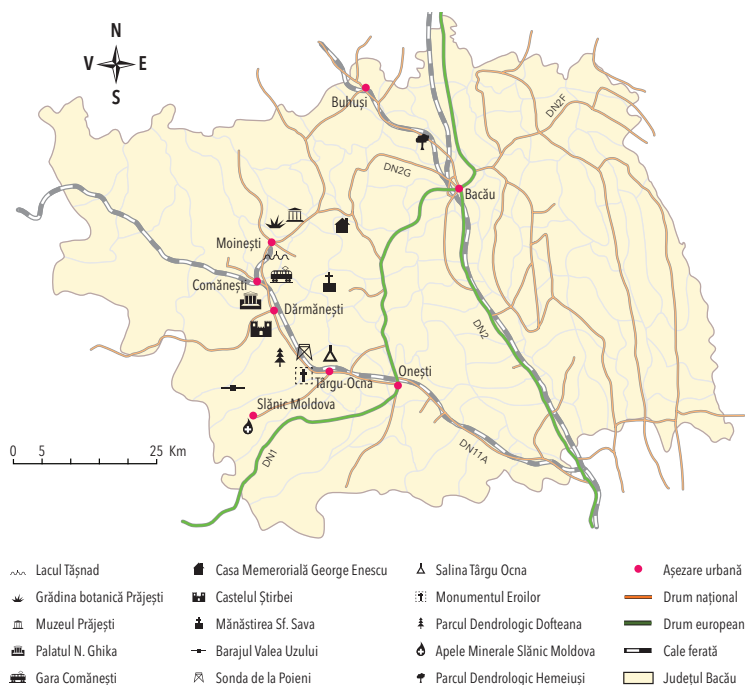 N
V E
S
Buhuși
DN2F
DN2G
Bacău
Moinești
Comănești
Dărmănești
DN2
Târgu-Ocna
Onești
Slănic Moldova
DN1
DN11A
0 5 25 Km
Lacul Tășnad
Grădina botanică Prăjești
Muzeul Prăjești
Palatul N. Ghika
Gara Comănești
Casa Memerorială George Enescu
Castelul Știrbei
Mănăstirea Sf. Sava
Barajul Valea Uzului
Sonda de la Poieni
Salina Târgu Ocna
Monumentul Eroilor
Parcul Dendrologic Dofteana
Apele Minerale Slănic Moldova
Parcul Dendrologic Hemeiuși
Așezare urbană
Drum național
Drum european
Cale ferată
Județul Bacău